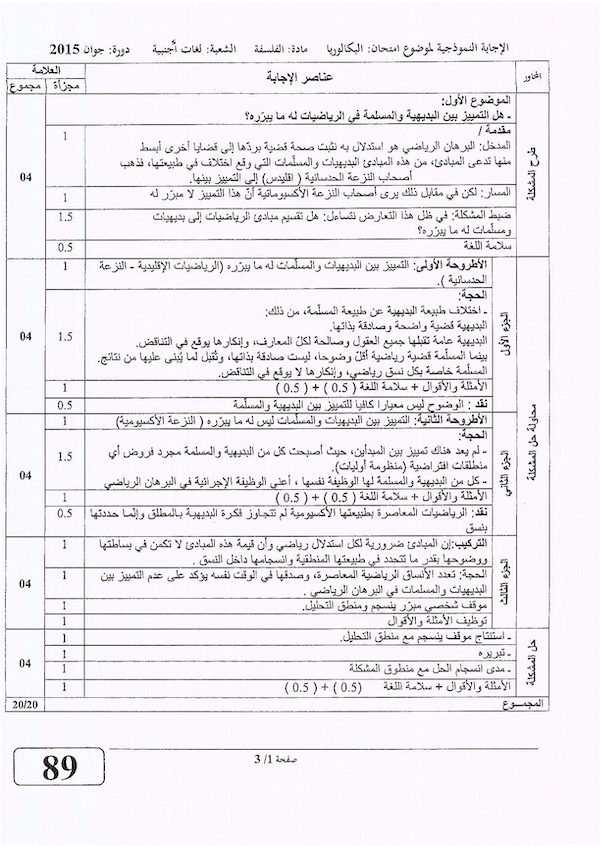 الإجابة النموذجية لموضوع امتحان: البكالوريا مادة: الفلسفة الشعبة: لغات أجنبية دورة: جوان 2015
المحاور عناصر الإجابة العلامة
مجزأة مجموع
طرح المشكلة
الموضوع الأول:
- هل التمييز بين البديهية والمسلمة في الرياضيات له ما يبرّره؟
مقدمة /
المدخل: البرهان الرياضي هو استدلال به نثبت صحة قضية بردّها إلى قضايا أخرى أبسط 1
منها تدعى المبادئ، من هذه المبادئ البديهيات والمسلّمات التي وقع اختلاف في طبيعتها، فذهب
أصحاب النزعة الحدسانية ( اقليدس) إلى التمييز بينها. 04
المسار: لكن في مقابل ذلك يرى أصحاب النزعة الأكسيوماتية أنّ هذا التمييز لا مبرّر له 1
ضبط المشكلة: في ظل هذا التعارض نتساءل: هل تقسيم مبادئ الرياضيات إلى بديهيات 1.5
ومسلّمات له ما يبرّره؟
سلامة اللغة 0.5
محاولة حل المشكلة
الجزء الأول
الأطروحة الأولى: التمييز بين البديهيات والمسلّمات له ما يبرّره (الرياضيات الإقليدية - النزعة 1
الحدسانية ).
الحجة:
ـ اختلاف طبيعة البديهية عن طبيعة المسلّمة، من ذلك:
البديهية قضية واضحة وصادقة بذاتها.
البديهية عامة تقبلها جميع العقول وصالحة لكلّ المعارف، وإنكارها يوقع في التناقض. 1.5 04
بينما المسلّمة قضية رياضية أقلّ وضوحا، ليست صادقة بذاتها، وتُقبل لما يُبنى عليها من نتائج.
المسلّمة خاصة بكل نسق رياضي، وإنكارها لا يوقع في التناقض.
الأمثلة والأقوال + سلامة اللغة ( 0.5 ) + ( 0.5 ) 1
نقد : الوضوح ليس معيارا كافيا للتمييز بين البديهية والمسلّمة 0.5
الجزء الثاني
الأطروحة الثانية: التمييز بين البديهيات والمسلّمات ليس له ما يبرّره ( النزعة الأكسيومية) 1
الحجة:
- لم يعد هناك تمييز بين المبدأين، حيث أصبحت كل من البديهية والمسلمة مجرد فروض أي 1.5
منطلقات افتراضية (منظومة أوليات). 04
- كل من البديهية والمسلمة لها الوظيفة نفسها ، أعني الوظيفة الإجرائية في البرهان الرياضي
الأمثلة والأقوال + سلامة اللغة ( 0.5 ) + ( 0.5 ) 1
نقد: الرياضيات المعاصرة بطبيعتها الأكسيومية لم تتجاوز فكرة البديهية بالمطلق وإنّما حددتها 0.5
بنسق
الجزء الثالث
التركيب:إن المبادئ ضرورية لكل استدلال رياضي وأن قيمة هذه المبادئ لا تكمن في بساطتها 1
ووضوحها بقدر ما تتحدد في طبيعتها المنطقية وانسجامها داخل النسق .
الحجة: تعدد الأنساق الرياضية المعاصرة، وصدقها في الوقت نفسه يؤكد على عدم التمييز بين 1 04
البديهيات والمسلمات في البرهان الرياضي .
موقف شخصي مبرّر ينسجم ومنطق التحليل. 1
توظيف الأمثلة والأقوال 1
حل المشكلة
ـ استنتاج موقف ينسجم مع منطق التحليل. 1
ـ تبريره 1 04
ـ مدى انسجام الحل مع منطوق المشكلة 1
الأمثلة والأقوال + سلامة اللغة ( 0.5 ) + ( 0.5 ) 1
المجمـــوع 20/20
صفحة 1/ 3
89